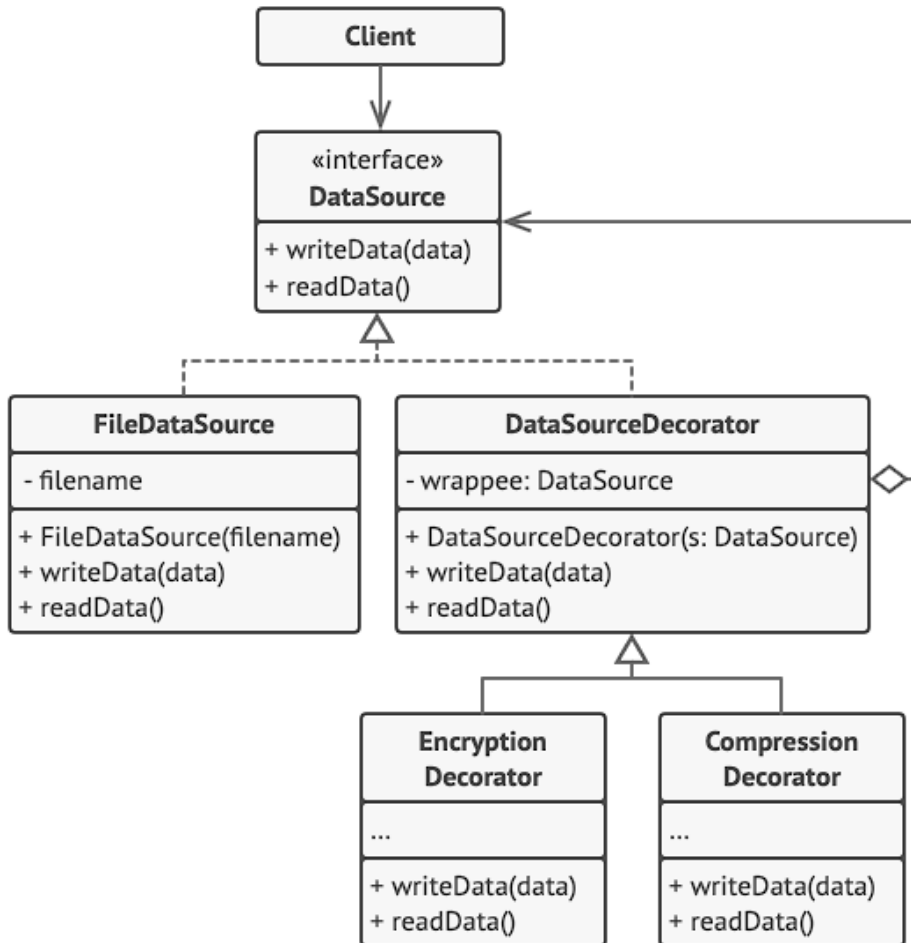 Client
«interface»
DataSource
+ writeData(data)
+ readData()
FileDataSource
- filename
+ FileDataSource(filename)
+ writeData(data)
+ readData()
DataSourceDecorator
- wrappee: DataSource
+ DataSourceDecorator(s: DataSource)
+ writeData(data)
+ readData()
Encryption
Decorator
...
+ writeData(data)
+ readData()
Compression
Decorator
...
+ writeData(data)
+ readData()